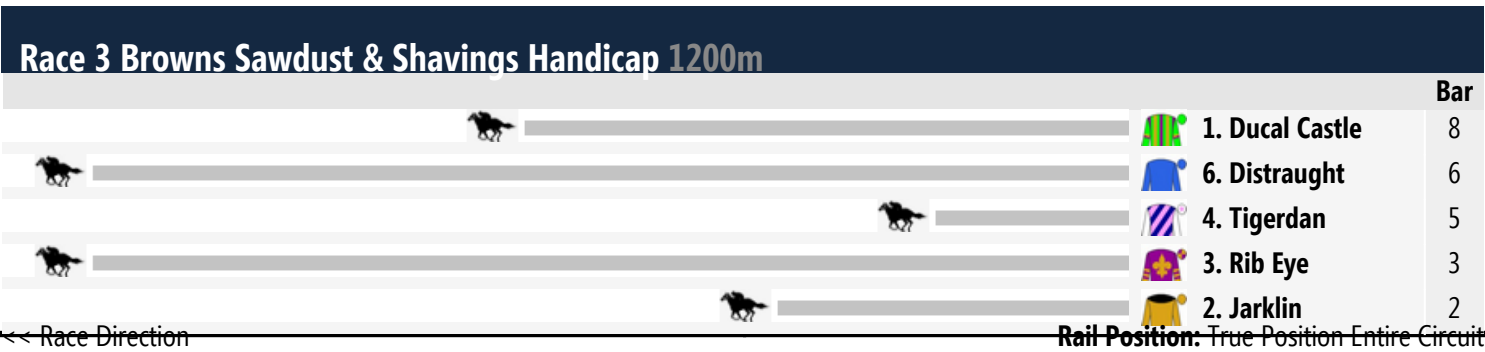 Race 3 Browns Sawdust & Shavings Handicap 1200m
Bar
1. Ducal Castle 8
6. Distraught 6
4. Tigerdan 5
3. Rib Eye 3
2. Jarklin 2
<< Race Direction Rail Position: True Position Entire Circuit